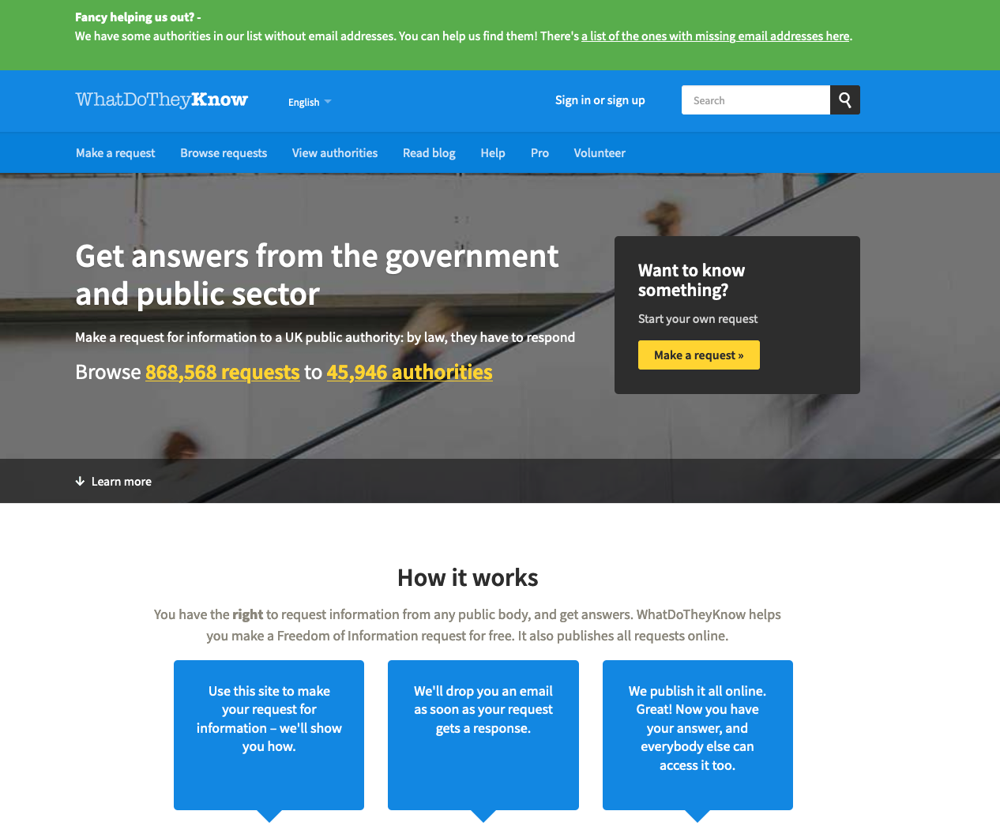 Fancy helping us out? -
We have some authorities in our list without email addresses. You can help us find them! There's a list of the ones with missing email addresses here.
WhatDoTheyKnow
English
Sign in or sign up
Search
Make a request
Browse requests
View authorities
Read blog
Help
Pro
Volunteer
Get answers from the government
and public sector
Make a request for information to a UK public authority: by law, they have to respond
Browse 868,568 requests to 45,946 authorities
Want to know
something?
Start your own request
Make a request »
Learn more
How it works
You have the right to request information from any public body, and get answers. WhatDoTheyKnow helps
you make a Freedom of Information request for free. It also publishes all requests online.
Use this site to make
your request for
information – we'll show
you how.
We'll drop you an email
as soon as your request
gets a response.
We publish it all online.
Great! Now you have
your answer, and
everybody else can
access it too.